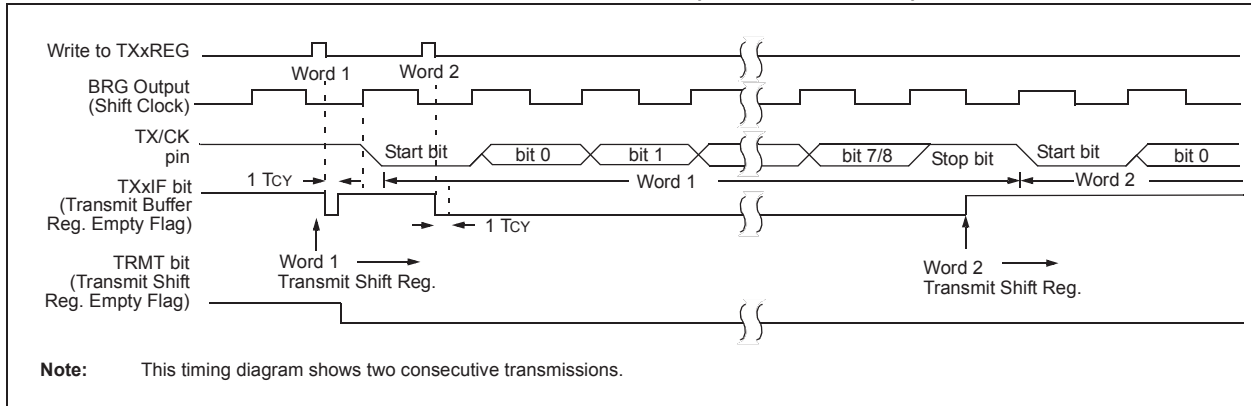 Write to TXxREG
Word 1
Word 2
BRG Output
(Shift Clock)
TX/CK
pin
Start bit
bit 0
bit 1
bit 7/8
Stop bit
Start bit
bit 0
1 TCY
Word 1
Word 2
TXxIF bit
(Transmit Buffer
Reg. Empty Flag)
1 TCY
Word 1
Transmit Shift Reg.
Word 2
Transmit Shift Reg.
TRMT bit
(Transmit Shift
Reg. Empty Flag)
Note: This timing diagram shows two consecutive transmissions.